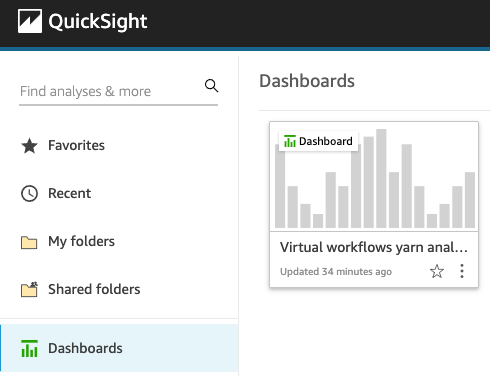 QuickSight
Find analyses & more
Favorites
Recent
My folders
Shared folders
Dashboards
Dashboards
Dashboard
Virtual workflows yarn anal...
Updated 34 minutes ago